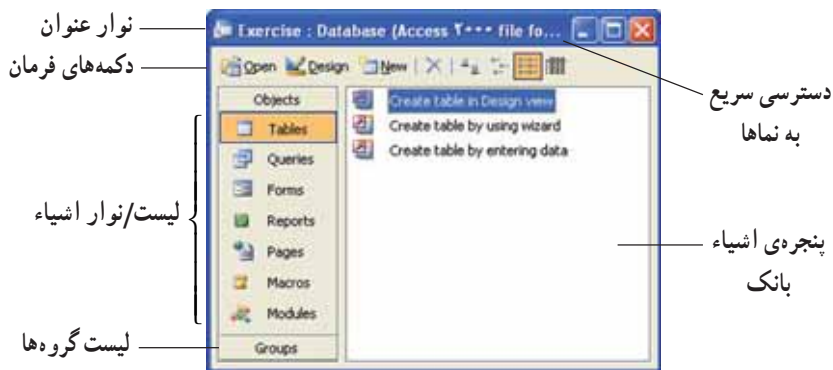 نوار عنوان
Exercise : Database (Access ۲۰۰۰ file fo...
دکمه‌های فرمان
Open Design New
دسترسی سریع
به نماها
Objects
Create table in Design view
Tables
Create table by using wizard
Queries
Create table by entering data
Forms
لیست/نوار اشیاء
Reports
Pages
پنجره‌ی اشیاء
بانک
Macros
Modules
لیست گروه‌ها
Groups